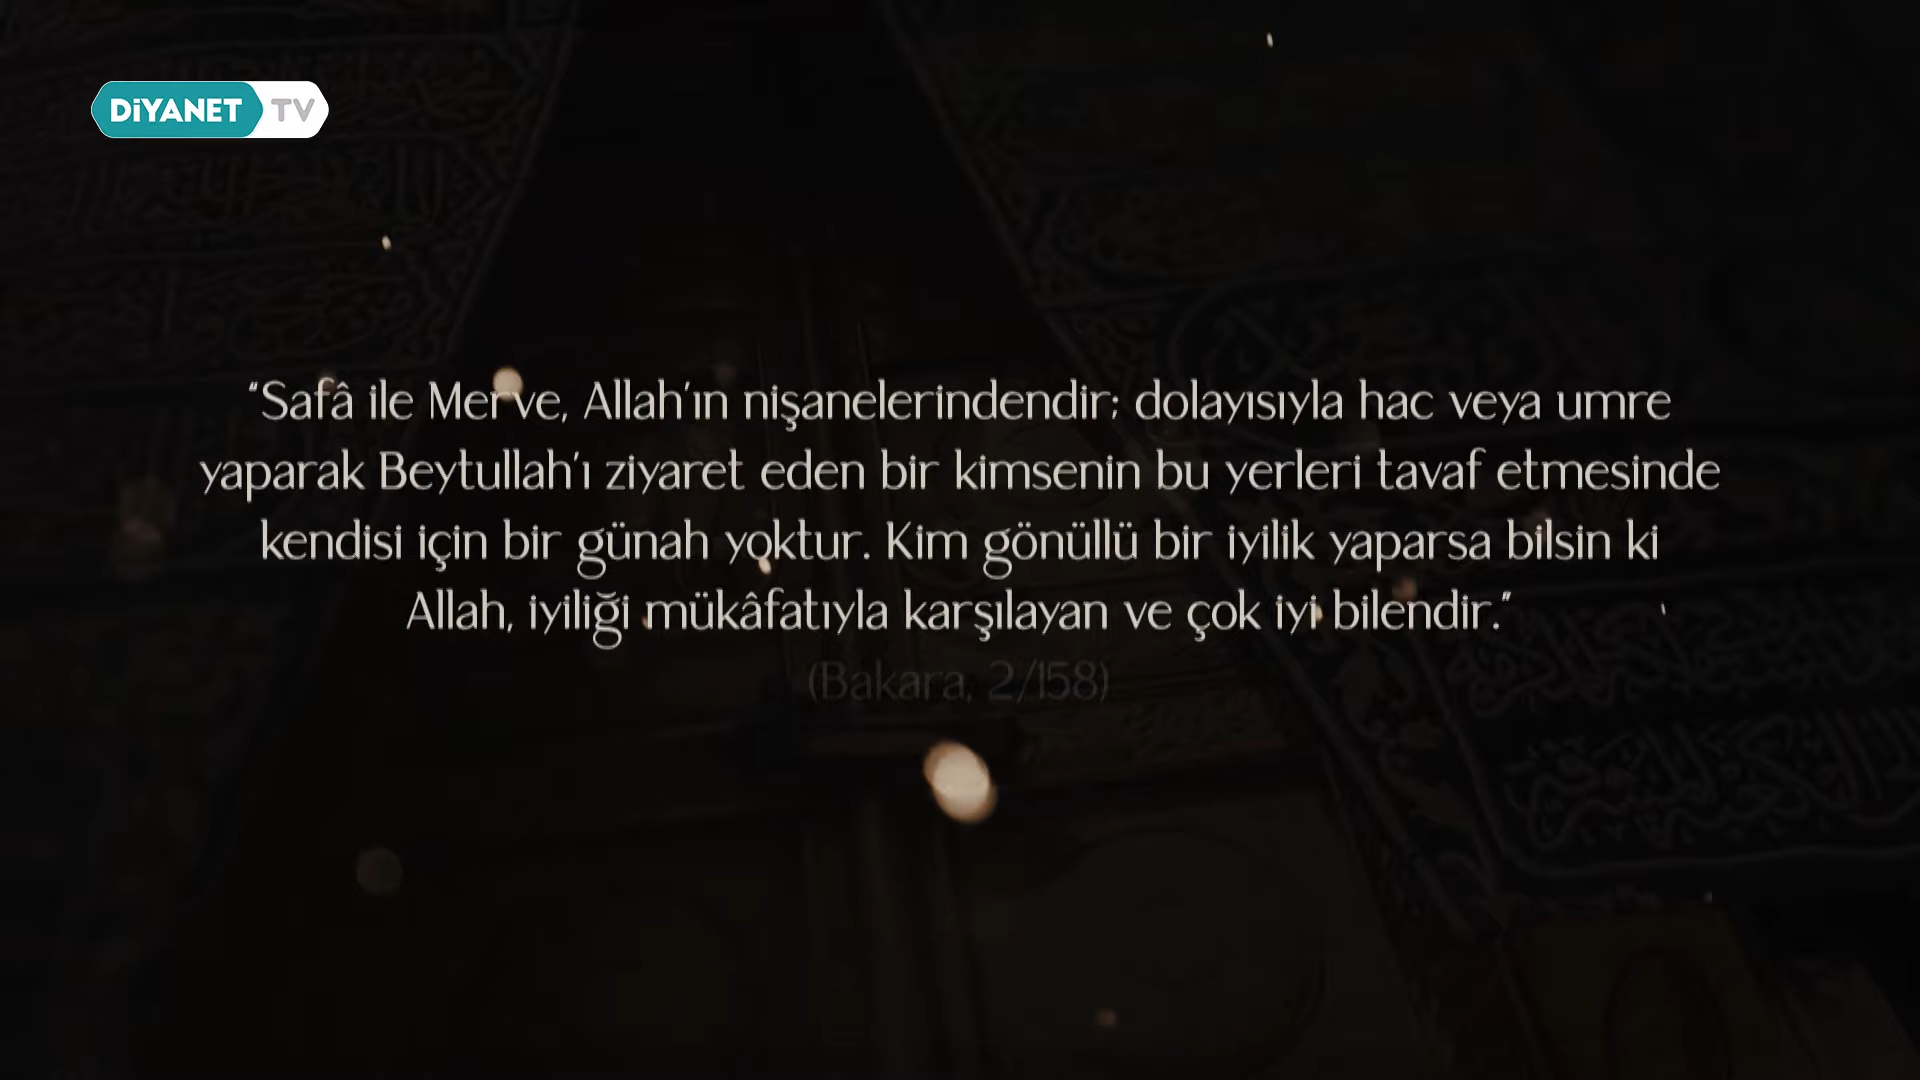 DİYANET TV
"Safâ ile Merve, Allah'ın nişanelerindendir; dolayısıyla hac veya umre
yaparak Beytullah'ı ziyaret eden bir kimsenin bu yerleri tavaf etmesinde
kendisi için bir günah yoktur. Kim gönüllü bir iyilik yaparsa bilsin ki
Allah, iyiliği mükâfatıyla karşılayan ve çok iyi bilendir."
(Bakara, 2/158)